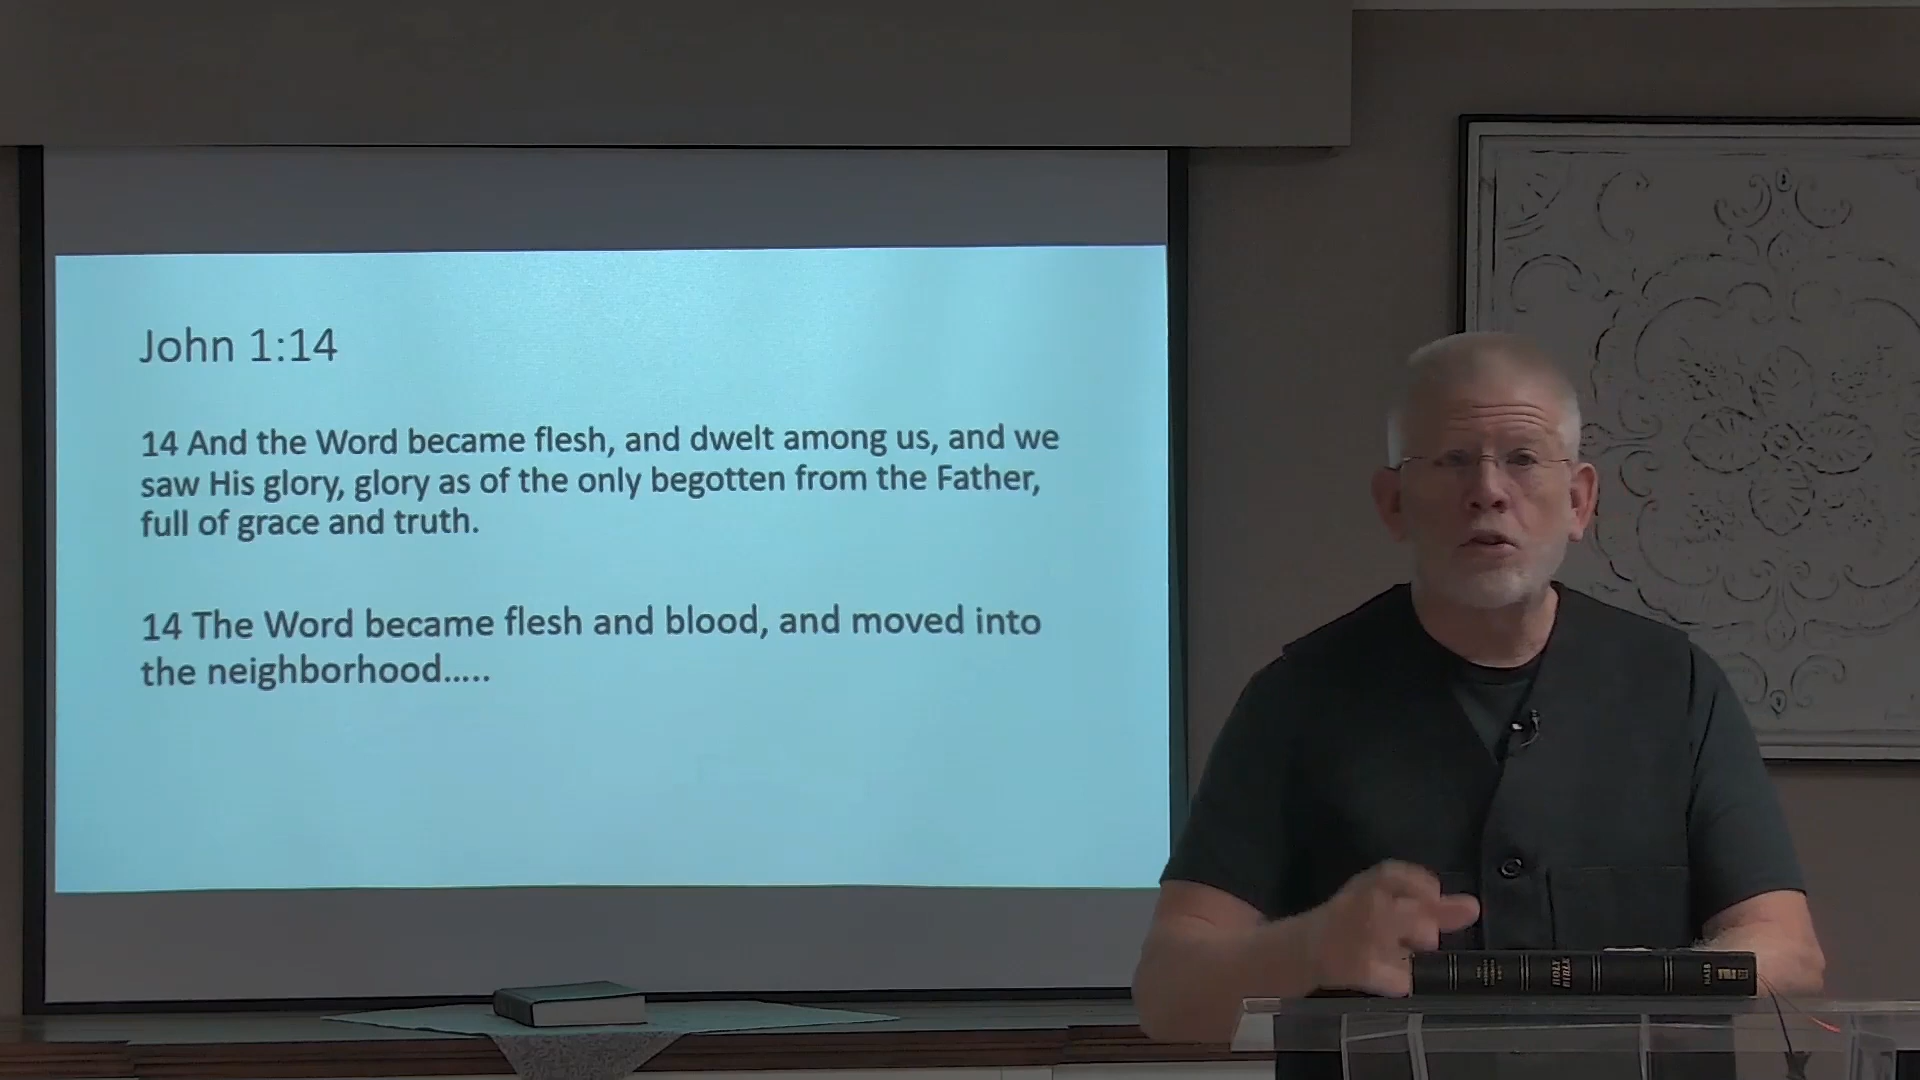 John 1:14
14 And the Word became flesh, and dwelt among us, and we
saw His glory, glory as of the only begotten from the Father,
full of grace and truth.
14 The Word became flesh and blood, and moved into
the neighborhood.....
HOLY
BIBLE
NASB